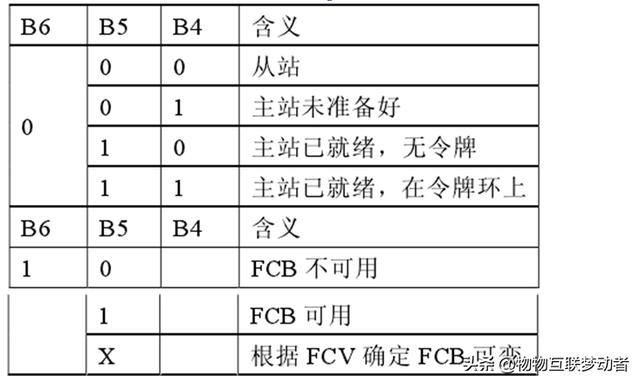 B6 B5 B4 含义
0 0 从站
0 1 主站未准备好
0
1 0 主站已就绪，无令牌
1 1 主站已就绪，在令牌环上
B6 B5 B4 含义
1 0 FCB 不可用
1 FCB 可用
X 根据 FCV 确定 FCB 可变
头条 @物物互联梦动者